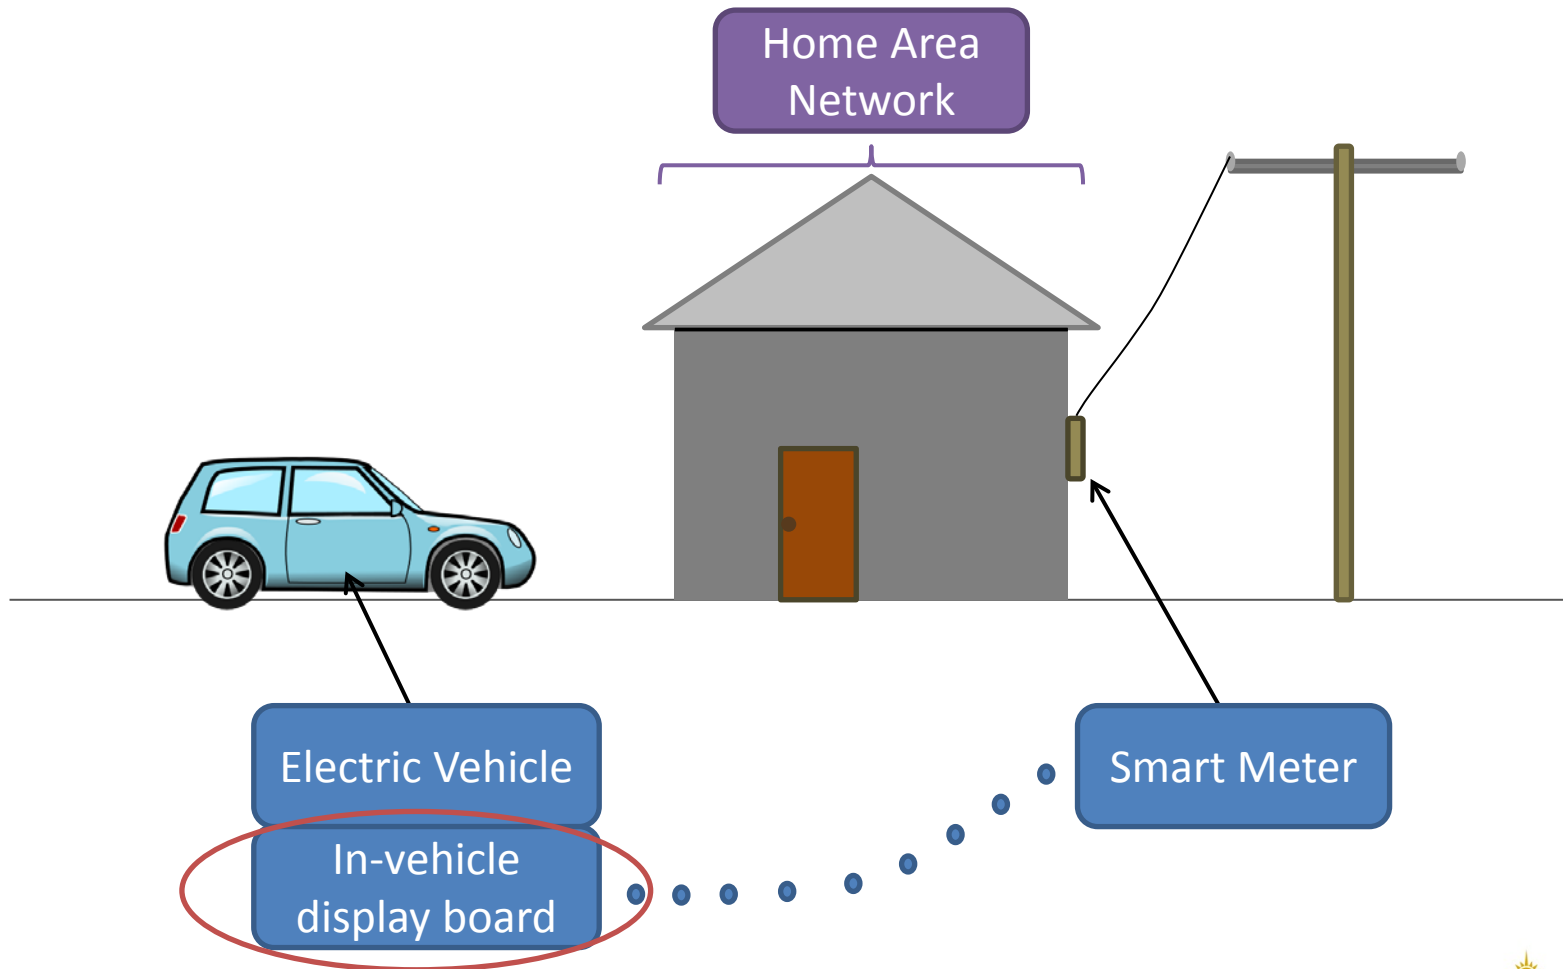 Home Area
Network
Electric Vehicle
Smart Meter
In-vehicle
display board